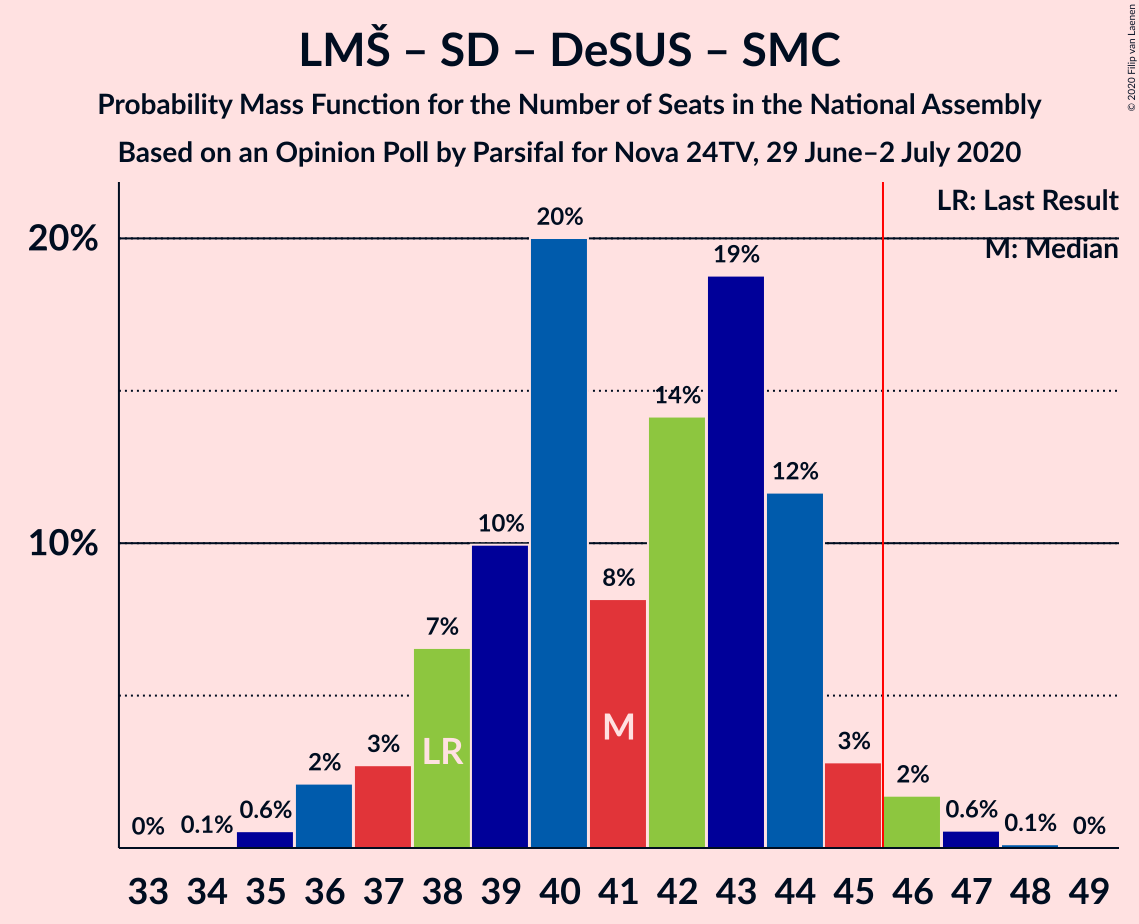 LMŠ – SD – DeSUS – SMC
Probability Mass Function for the Number of Seats in the National Assembly
Based on an Opinion Poll by Parsifal for Nova 24TV, 29 June–2 July 2020
© 2020 Filip van Laenen
LR: Last Result
M: Median
20%
10%
0%
0.1%
0.6%
2%
3%
7%
10%
20%
8%
14%
19%
12%
3%
2%
0.6%
0.1%
0%
LR
M
33 34 35 36 37 38 39 40 41 42 43 44 45 46 47 48 49